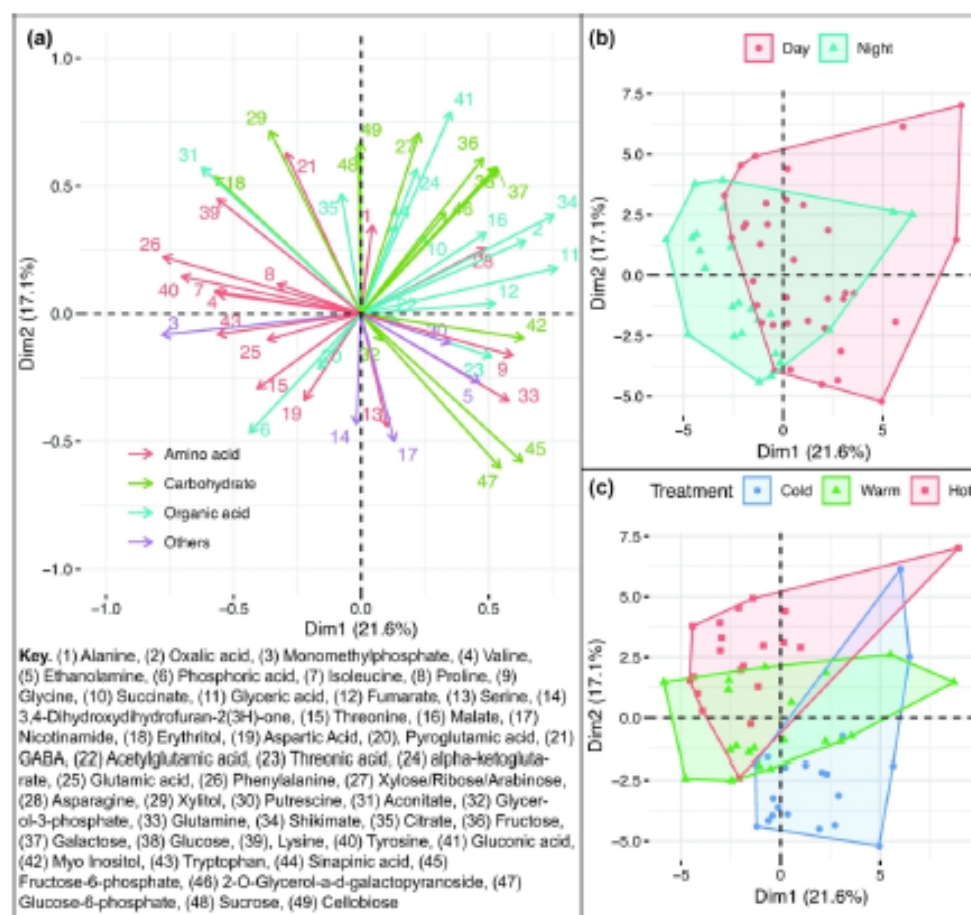 (a)
1.0
0.5
0.0
-0.5
-1.0
Dim2 (17.1%)
-1.0
-0.5
0.0
0.5
Dim1 (21.6%)
41
29
49
27
36
21
48
31
18
24
37
35
39
1
46
34
16
2
10
28
26
11
8
12
40
7
4
3
43
42
25
32
9
20
23
15
5
33
19
6
13
14
17
45
47
Amino acid
Carbohydrate
Organic acid
Others
Key. (1) Alanine, (2) Oxalic acid, (3) Monomethylphosphate, (4) Valine,
(5) Ethanolamine, (6) Phosphoric acid, (7) Isoleucine, (8) Proline, (9)
Glycine, (10) Succinate, (11) Glyceric acid, (12) Fumarate, (13) Serine, (14)
3,4-Dihydroxydihydrofuran-2(3H)-one, (15) Threonine, (16) Malate, (17)
Nicotinamide, (18) Erythritol, (19) Aspartic Acid, (20), Pyroglutamic acid, (21)
GABA, (22) Acetylglutamic acid, (23) Threonic acid, (24) alpha-ketogluta-
rate, (25) Glutamic acid, (26) Phenylalanine, (27) Xylose/Ribose/Arabinose,
(28) Asparagine, (29) Xylitol, (30) Putrescine, (31) Aconitate, (32) Glycer-
ol-3-phosphate, (33) Glutamine, (34) Shikimate, (35) Citrate, (36) Fructose,
(37) Galactose, (38) Glucose, (39), Lysine, (40) Tyrosine, (41) Gluconic acid,
(42) Myo Inositol, (43) Tryptophan, (44) Sinapinic acid, (45)
Fructose-6-phosphate, (46) 2-O-Glycerol-a-d-galactopyranoside, (47)
Glucose-6-phosphate, (48) Sucrose, (49) Cellobiose
(b)
Day
Night
7.5
5.0
2.5
0.0
-2.5
-5.0
Dim2 (17.1%)
-5
0
5
Dim1 (21.6%)
(c)
Treatment
Cold
Warm
Hot
7.5
5.0
2.5
0.0
-2.5
-5.0
Dim2 (17.1%)
-5
0
5
Dim1 (21.6%)